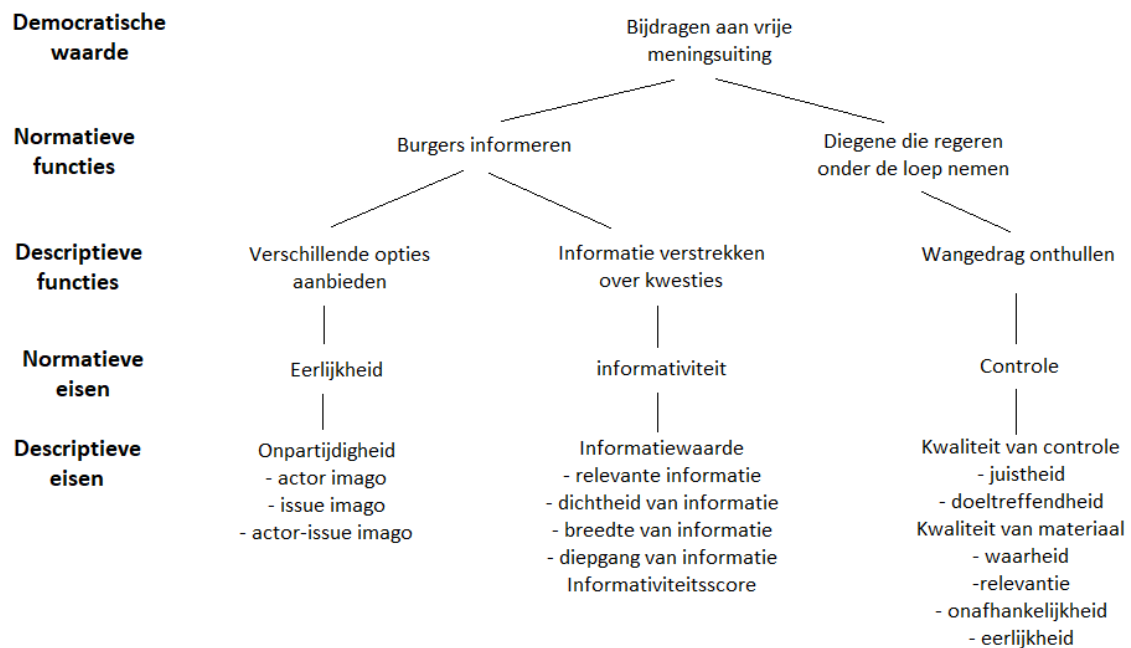 Democratische
waarde
Bijdragen aan vrije
meningsuiting
Normatieve
functies
Burgers informeren
Diegene die regeren
onder de loep nemen
Descriptieve
functies
Verschillende opties
aanbieden
Informatie verstrekken
over kwesties
Wangedrag onthullen
Normatieve
eisen
Eerlijkheid
informativiteit
Controle
Descriptieve
eisen
Onpartijdigheid
- actor imago
- issue imago
- actor-issue imago
Informatiewaarde
- relevante informatie
- dichtheid van informatie
- breedte van informatie
- diepgang van informatie
Informativiteitsscore
Kwaliteit van controle
- juistheid
- doeltreffendheid
Kwaliteit van materiaal
- waarheid
-relevantie
- onafhankelijkheid
- eerlijkheid